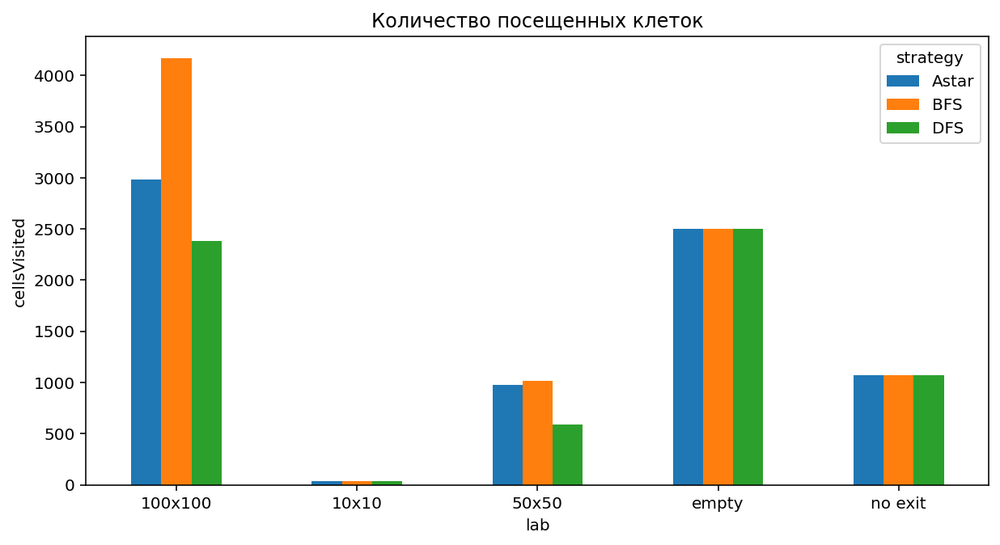 Количество посещенных клеток
strategy
Astar
BFS
DFS
cellsVisited
4000
3500
3000
2500
2000
1500
1000
500
0
100x100
10x10
50x50
empty
no exit
lab